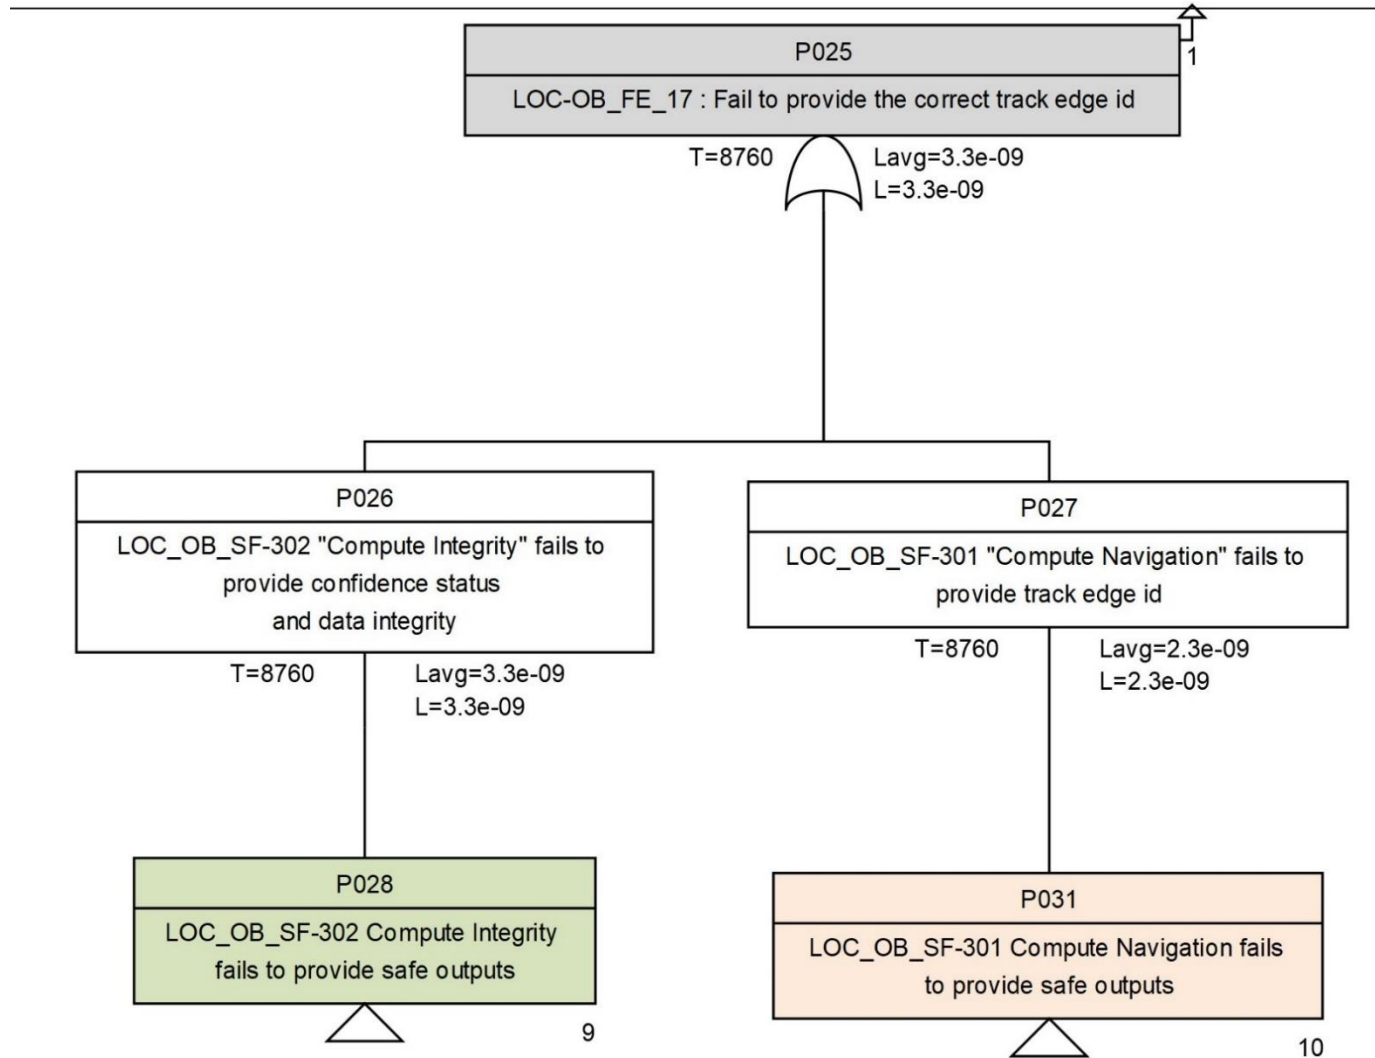 1
P025
LOC-OB_FE_17 : Fail to provide the correct track edge id
T=8760
Lavg=3.3e-09
L=3.3e-09
P026
LOC_OB_SF-302 "Compute Integrity" fails to
provide confidence status
and data integrity
T=8760
Lavg=3.3e-09
L=3.3e-09
P027
LOC_OB_SF-301 "Compute Navigation" fails to
provide track edge id
T=8760
Lavg=2.3e-09
L=2.3e-09
P028
LOC_OB_SF-302 Compute Integrity
fails to provide safe outputs
9
P031
LOC_OB_SF-301 Compute Navigation fails
to provide safe outputs
10